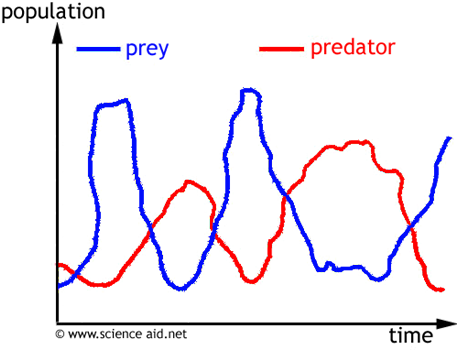 population
prey
predator
© www.science aid.net
time